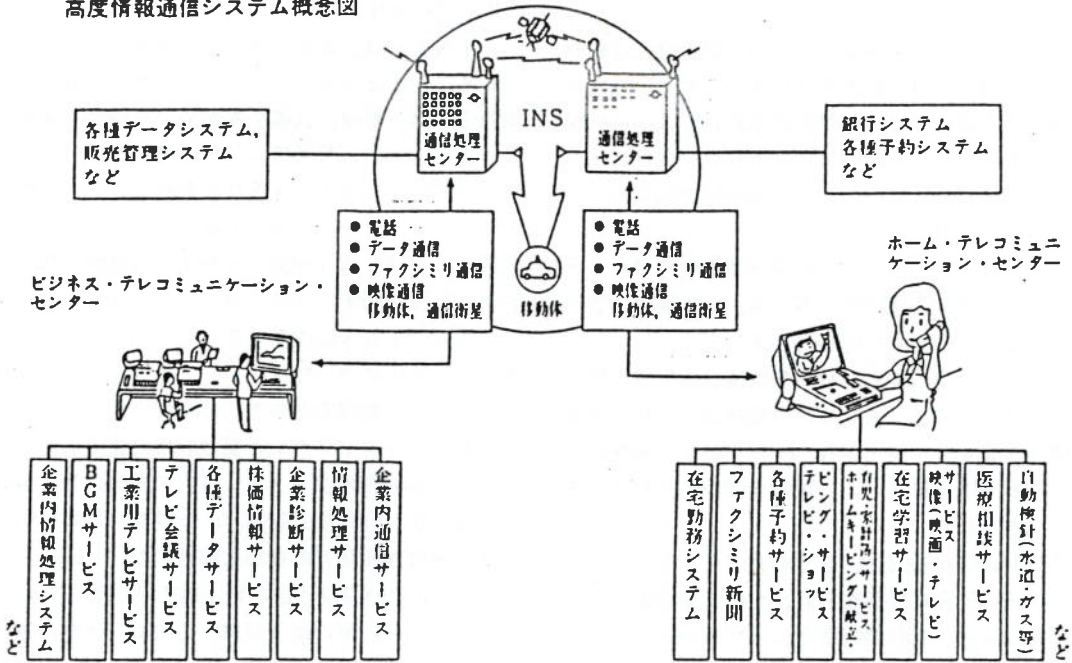 高度情報通信システム概念図
INS
通信処理
センター
通信処理
センター
各種データシステム,
販売管理システム
など
銀行システム
各種予約システム
など
● 電話
● データ通信
● ファクシミリ通信
● 映像通信
移動体, 通信衛星
移動体
● 電話
● データ通信
● ファクシミリ通信
● 映像通信
移動体, 通信衛星
ビジネス・テレコミュニケーション・
センター
ホーム・テレコミュニ
ケーション・センター
企業内情報処理システム
BGMサービス
工業用テレビサービス
テレビ会議サービス
各種データサービス
株価情報サービス
企業診断サービス
情報処理サービス
企業内通信サービス
など
在宅勤務システム
ファクシミリ新聞
各種予約サービス
テレビ・ショッ
ピング・サービス
ホームキーピング(献立・
育児・家計簿)サービス
在宅学習サービス
映像(映画・テレビ)
サービス
医療相談サービス
自動検針(水道・ガス等)
など